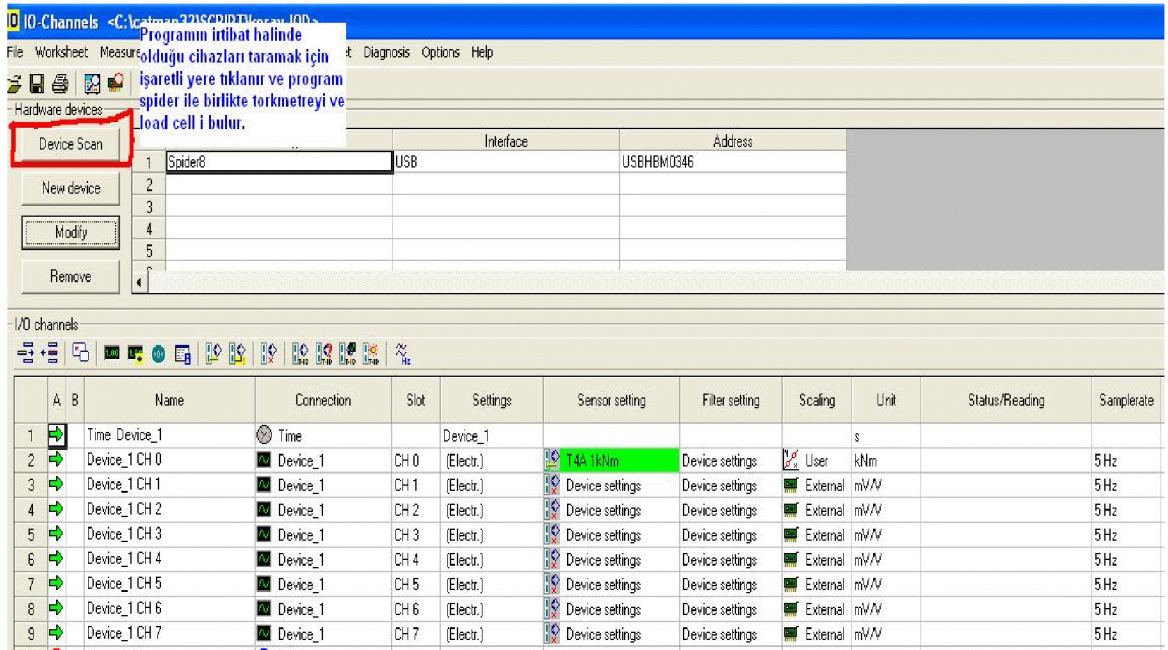 IO IO-Channels <C:\catman32\SCRIPT\koray.IOD>
Programın irtibat halinde
olduğu cihazları taramak için
işaretli yere tıklanır ve program
spider ile birlikte torkmetreyi ve
load cell i bulur.
File Worksheet Measure t Diagnosis Options Help
Hardware devices
Device Scan
New device
Modify
Remove
Interface Address
1 Spider8 USB USBHBM0346
2
3
4
5
I/O channels
A B Name Connection Slot Settings Sensor setting Filter setting Scaling Unit Status/Reading Samplerate
1 Time Device_1 Time Device_1 s
2 Device_1 CH 0 Device_1 CH 0 (Electr.) T4A 1kNm Device settings User kNm 5 Hz
3 Device_1 CH 1 Device_1 CH 1 (Electr.) Device settings Device settings External mV/V 5 Hz
4 Device_1 CH 2 Device_1 CH 2 (Electr.) Device settings Device settings External mV/V 5 Hz
5 Device_1 CH 3 Device_1 CH 3 (Electr.) Device settings Device settings External mV/V 5 Hz
6 Device_1 CH 4 Device_1 CH 4 (Electr.) Device settings Device settings External mV/V 5 Hz
7 Device_1 CH 5 Device_1 CH 5 (Electr.) Device settings Device settings External mV/V 5 Hz
8 Device_1 CH 6 Device_1 CH 6 (Electr.) Device settings Device settings External mV/V 5 Hz
9 Device_1 CH 7 Device_1 CH 7 (Electr.) Device settings Device settings External mV/V 5 Hz